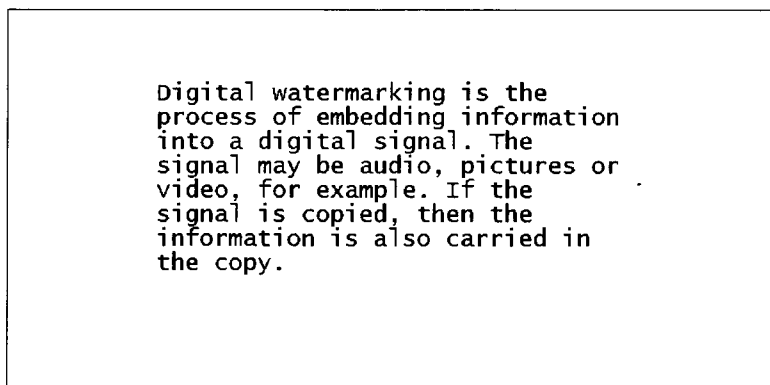 Digital watermarking is the
process of embedding information
into a digital signal. The
signal may be audio, pictures or
video, for example. If the
signal is copied, then the
information is also carried in
the copy.